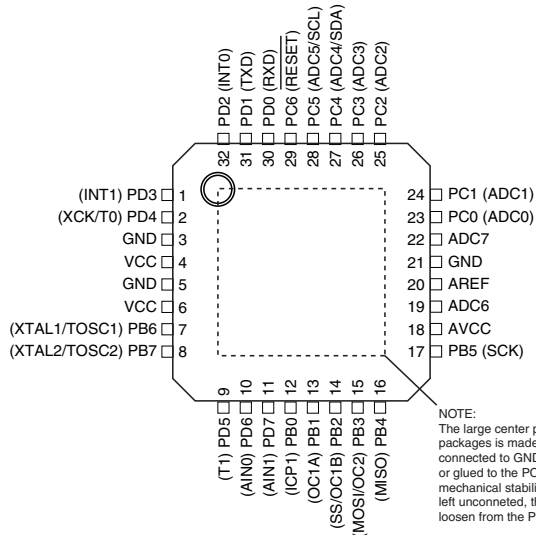 PD2 (INT0)
PD1 (TXD)
PD0 (RXD)
PC6 (RESET)
PC5 (ADC5/SCL)
PC4 (ADC4/SDA)
PC3 (ADC3)
PC2 (ADC2)
32
31
30
29
28
27
26
25
(INT1) PD3 1
(XCK/T0) PD4 2
GND 3
VCC 4
GND 5
VCC 6
(XTAL1/TOSC1) PB6 7
(XTAL2/TOSC2) PB7 8
24 PC1 (ADC1)
23 PC0 (ADC0)
22 ADC7
21 GND
20 AREF
19 ADC6
18 AVCC
17 PB5 (SCK)
9
10
11
12
13
14
15
16
(T1) PD5
(AIN0) PD6
(AIN1) PD7
(ICP1) PB0
(OC1A) PB1
(SS/OC1B) PB2
(MOSI/OC2) PB3
(MISO) PB4
NOTE:
The large center p
packages is made
connected to GND
or glued to the PC
mechanical stabili
left unconneted, th
loosen from the P